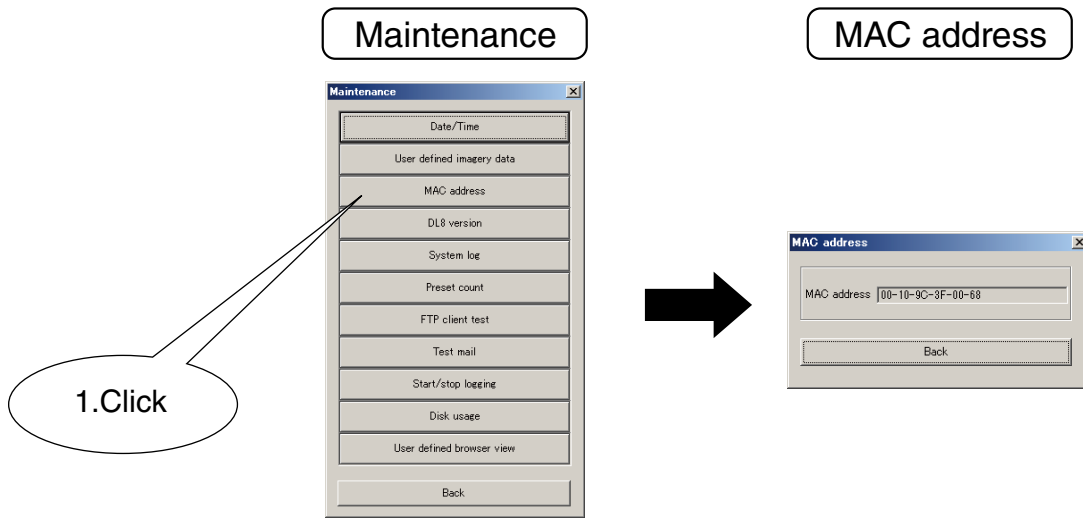 Maintenance
MAC address
Maintenance
Date/Time
User defined imagery data
MAC address
DL8 version
System log
Preset count
FTP client test
Test mail
Start/stop logging
Disk usage
User defined browser view
Back
1.Click
MAC address
MAC address 00-10-9C-3F-00-68
Back